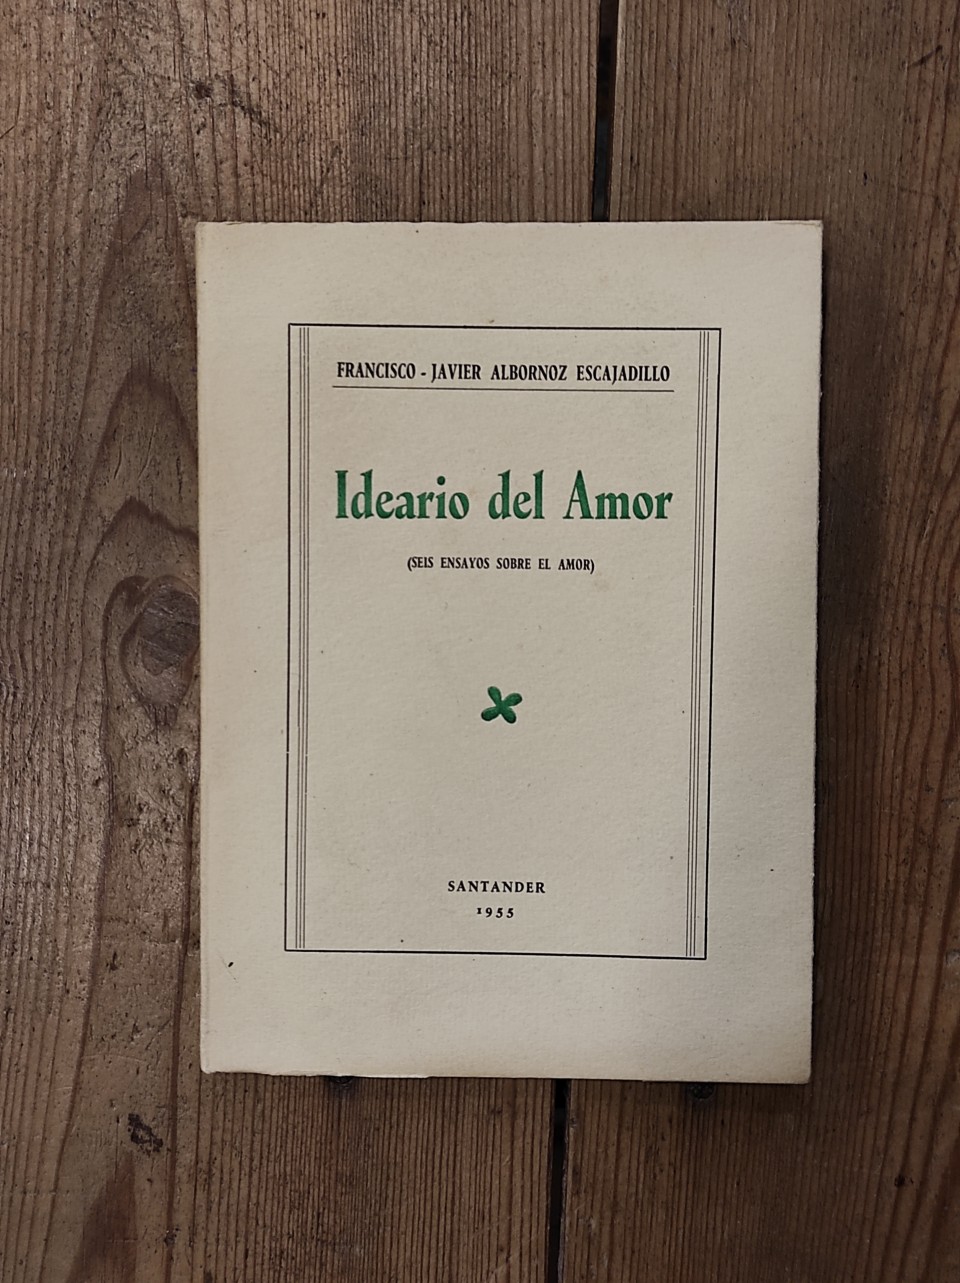 FRANCISCO - JAVIER ALBORNOZ ESCAJADILLO
Ideario del Amor
(SEIS ENSAYOS SOBRE EL AMOR)
SANTANDER
1955